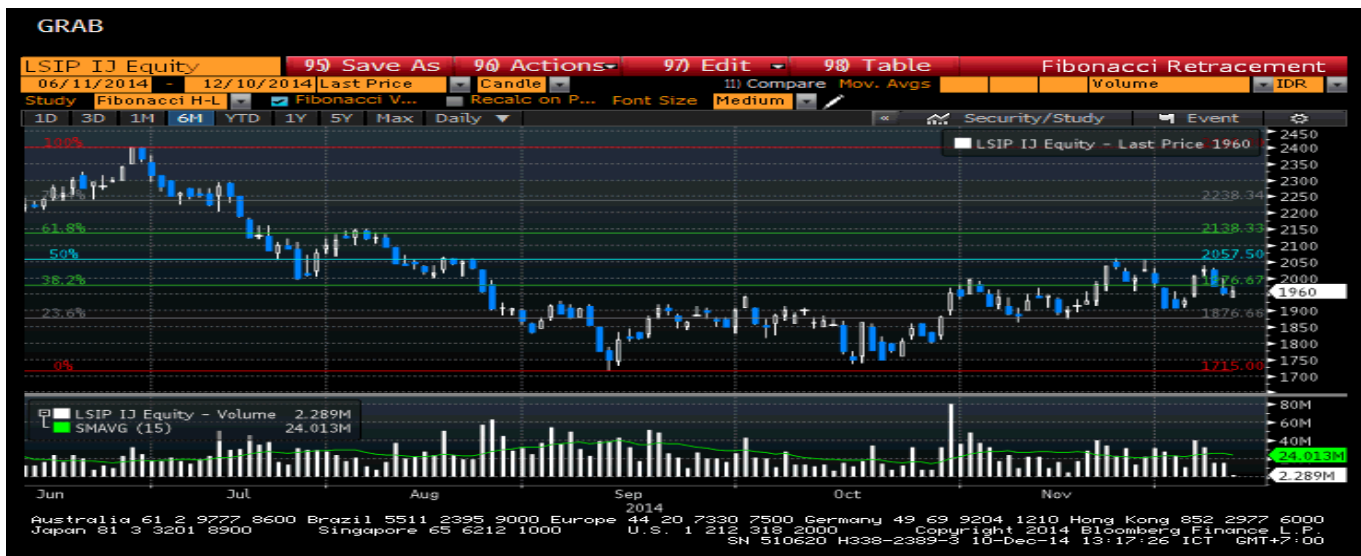 GRAB
LSIP IJ Equity 95) Save As 96) Actions 97) Edit 98) Table Fibonacci Retracement
06/11/2014 - 12/10/2014 Last Price Candle 11) Compare Mov. Avgs Volume IDR
Study Fibonacci H-L Fibonacci V... Recalc on P... Font Size Medium
1D 3D 1M 6M YTD 1Y 5Y Max Daily ▼ « Security/Study Event
LSIP IJ Equity - Last Price 1960
100%
2238.34
61.8% 2138.33
50% 2057.50
38.2%
23.6% 1876.66
0% 1715.00
2450
2400
2350
2300
2250
2200
2150
2100
2050
2000
1960
1900
1850
1800
1750
1700
LSIP IJ Equity - Volume 2.289M
SMAVG (15) 24.013M
80M
60M
40M
24.013M
2.289M
Jun Jul Aug Sep Oct Nov
2014
Australia 61 2 9777 8600 Brazil 5511 2395 9000 Europe 44 20 7330 7500 Germany 49 69 9204 1210 Hong Kong 852 2977 6000
Japan 81 3 3201 8900 Singapore 65 6212 1000 U.S. 1 212 318 2000 Copyright 2014 Bloomberg Finance L.P.
SN 510620 H338-2389-3 10-Dec-14 13:17:26 ICT GMT+7:00